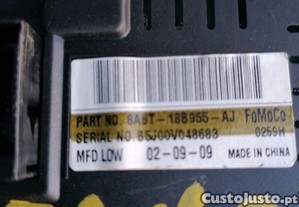 PART NO. 8A6T-18B955-AJ FoMoCo
SERIAL NO. 85J00V048683 0259H
MFD LOW 02-09-09 MADE IN CHINA
CustoJusto.pt